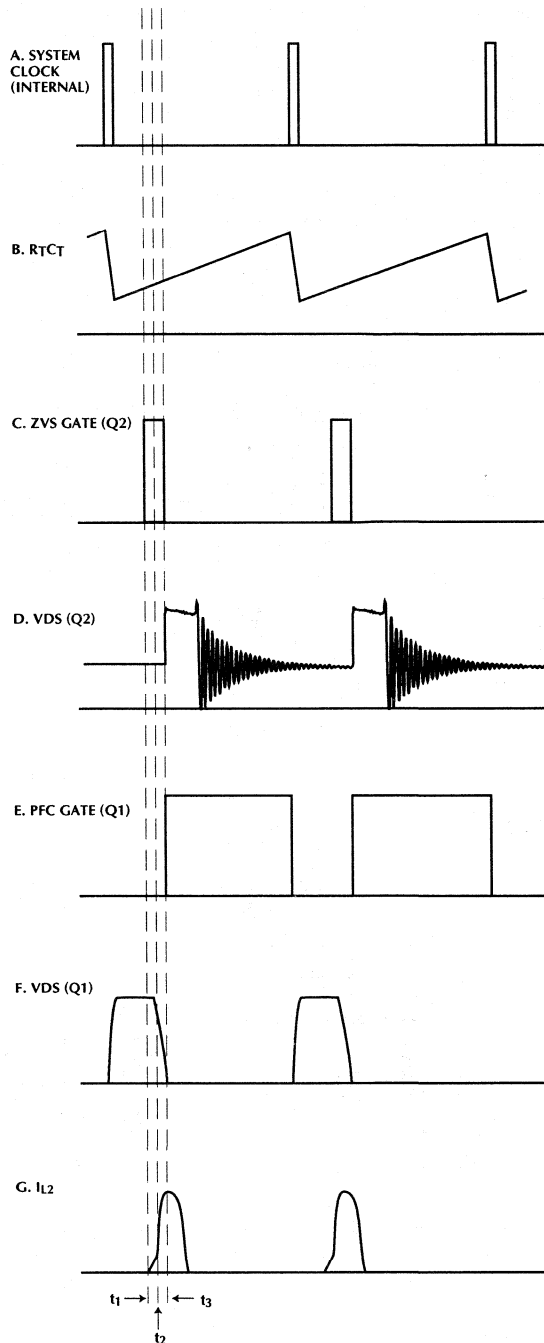 A. SYSTEM
CLOCK
(INTERNAL)
B. RTCT
C. ZVS GATE (Q2)
D. VDS (Q2)
E. PFC GATE (Q1)
F. VDS (Q1)
G. IL2
t1
t3
t2